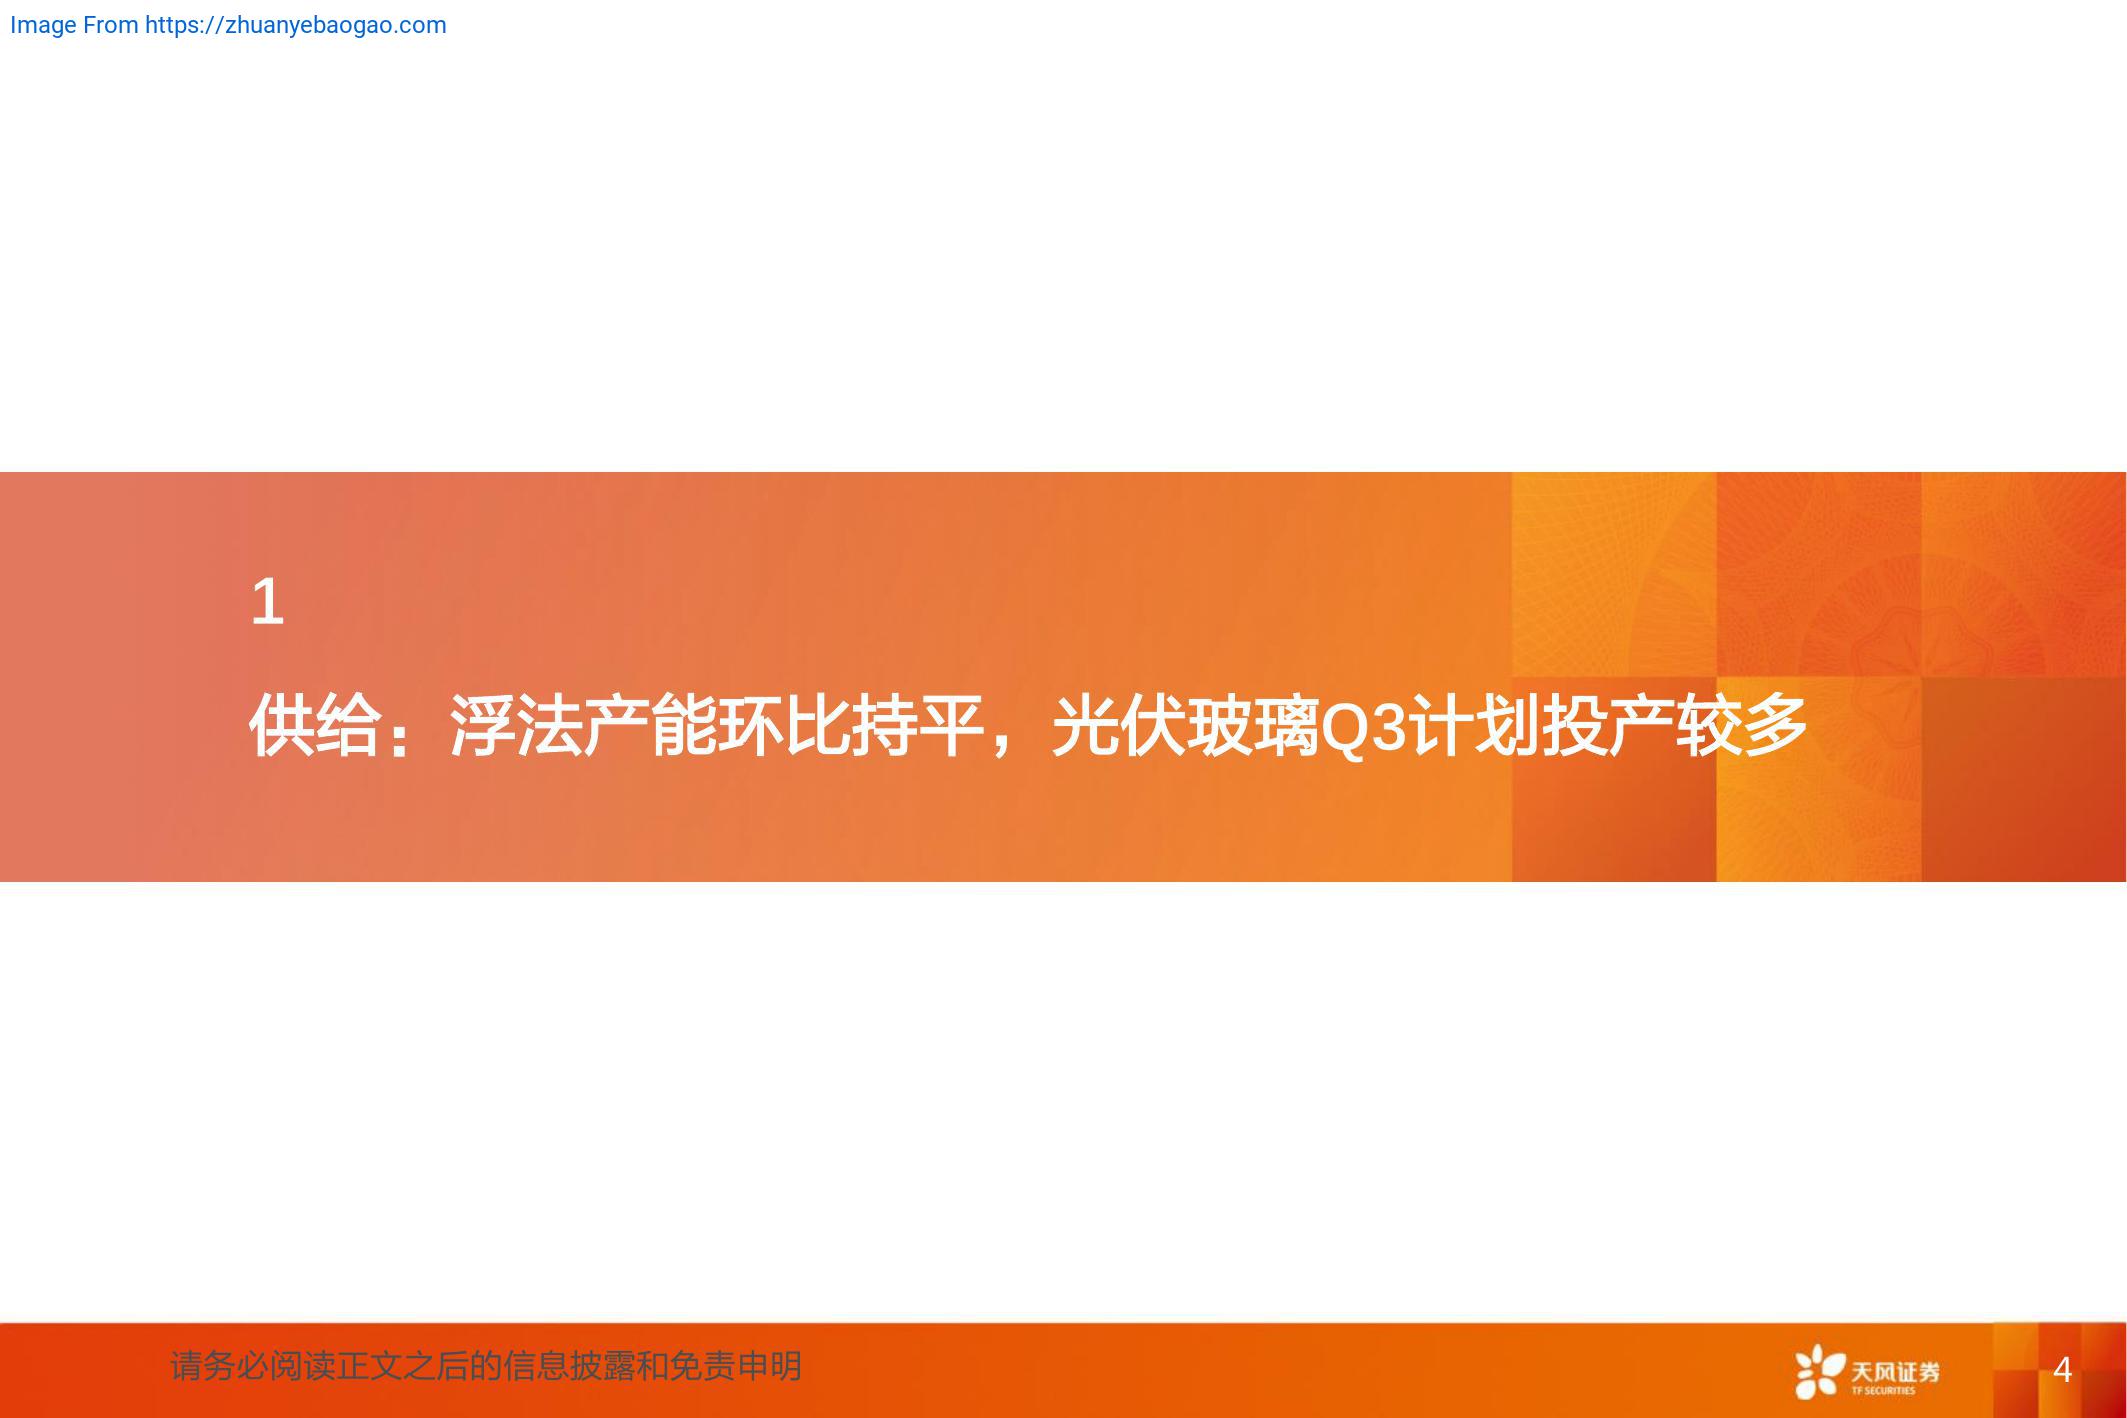 Image From https://zhuanyebaogao.com
1
供给：浮法产能环比持平，光伏玻璃Q3计划投产较多
请务必阅读正文之后的信息披露和免责申明
天风证券
TF SECURITIES
4